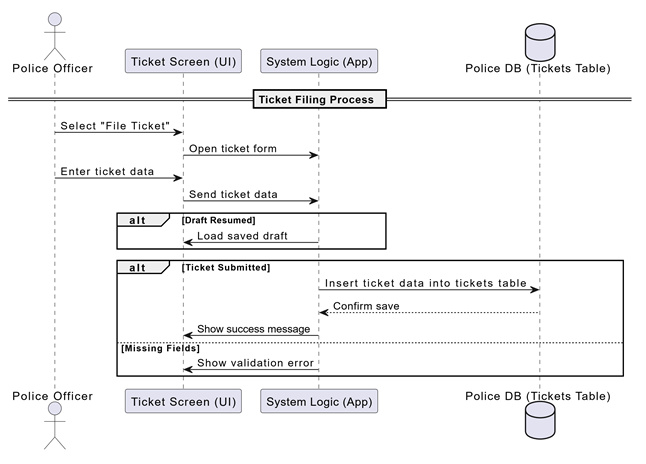 Police Officer
Ticket Screen (UI)
System Logic (App)
Police DB (Tickets Table)
Ticket Filing Process
Select "File Ticket"
Open ticket form
Enter ticket data
Send ticket data
alt [Draft Resumed]
Load saved draft
alt [Ticket Submitted]
Insert ticket data into tickets table
Confirm save
Show success message
[Missing Fields]
Show validation error
Police Officer
Ticket Screen (UI)
System Logic (App)
Police DB (Tickets Table)